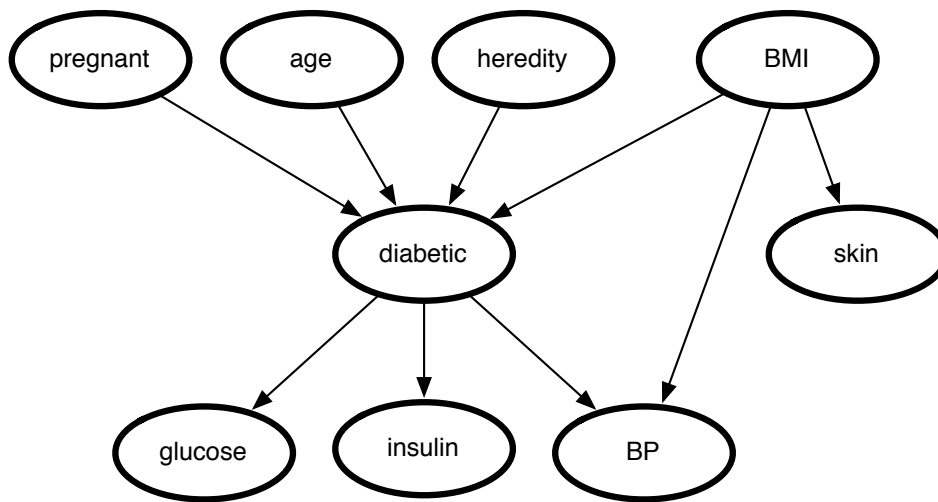 pregnant
age
heredity
BMI
diabetic
skin
glucose
insulin
BP